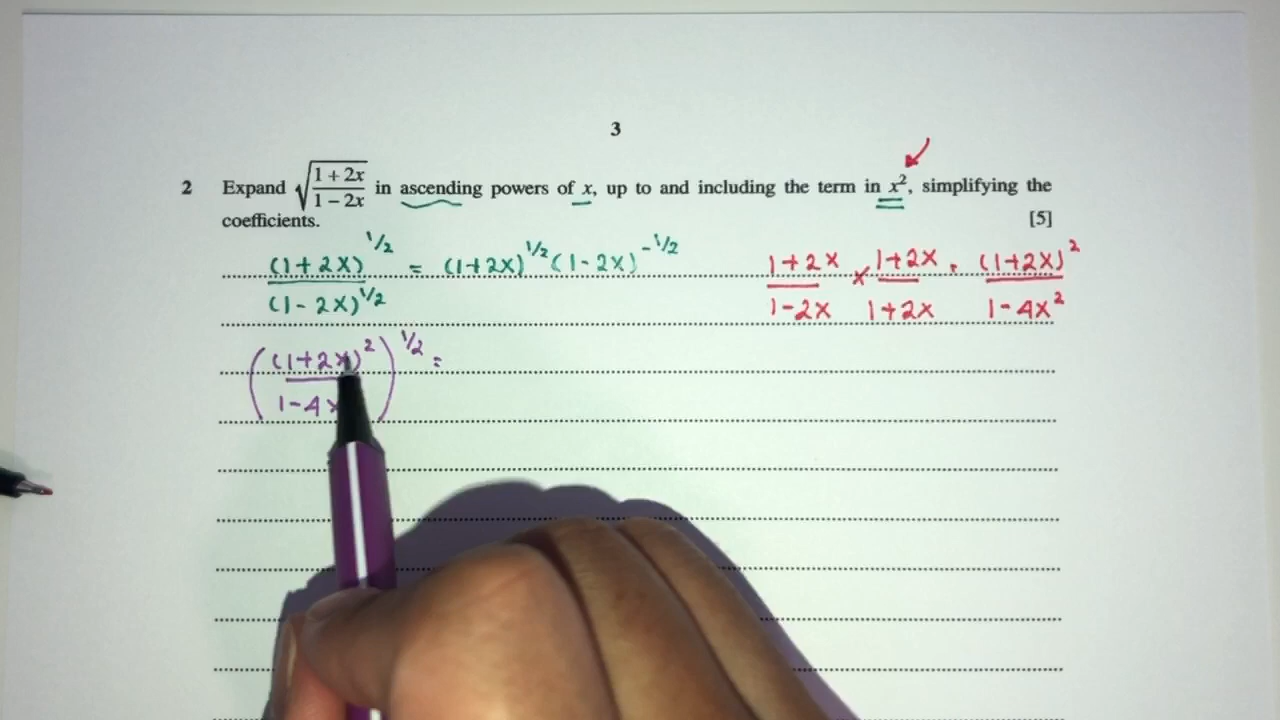 3
2 Expand √((1 + 2x)/(1 − 2x)) in ascending powers of x, up to and including the term in x², simplifying the
coefficients. [5]
(1+2x)^1/2 / (1-2x)^1/2 = (1+2x)^1/2 (1-2x)^-1/2
1+2x / 1-2x × 1+2x / 1+2x = (1+2x)² / 1-4x²
((1+2x)² / 1-4x)^1/2 =